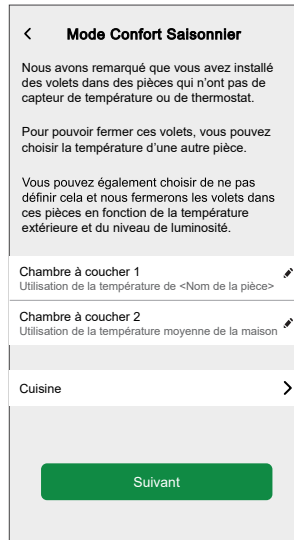 Mode Confort Saisonnier
Nous avons remarqué que vous avez installé
des volets dans des pièces qui n'ont pas de
capteur de température ou de thermostat.
Pour pouvoir fermer ces volets, vous pouvez
choisir la température d'une autre pièce.
Vous pouvez également choisir de ne pas
définir cela et nous fermerons les volets dans
ces pièces en fonction de la température
extérieure et du niveau de luminosité.
Chambre à coucher 1
Utilisation de la température de <Nom de la pièce>
Chambre à coucher 2
Utilisation de la température moyenne de la maison
Cuisine
Suivant